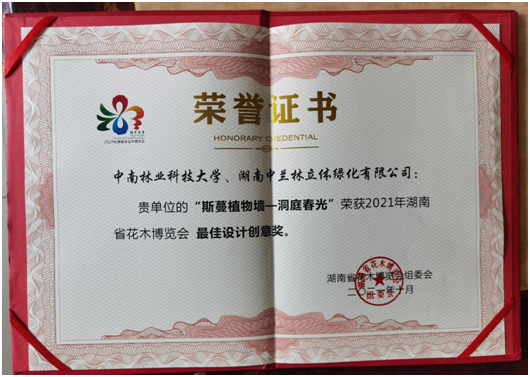 荣誉证书
HONORARY CREDENTIAL
中南林业科技大学、湖南中兰林立体绿化有限公司：
贵单位的“斯蔓植物墙—洞庭春光”荣获2021年湖南
省花木博览会 最佳设计创意奖。
湖南省花木博览会组委会
二〇二一年十月